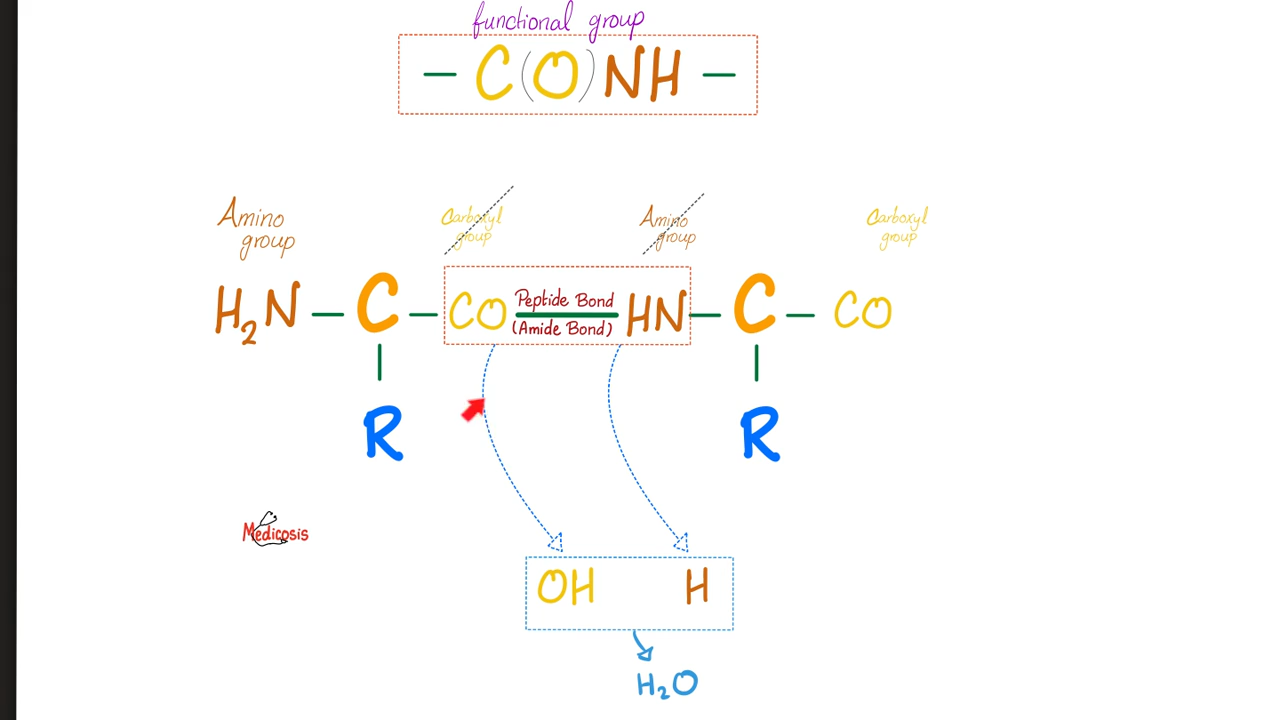 functional group
– C(O)NH –
Amino group
Carboxyl group
Amino group
Carboxyl group
H₂N – C – CO Peptide Bond (Amide Bond) HN – C – CO
R
R
Medicosis
OH H
H₂O